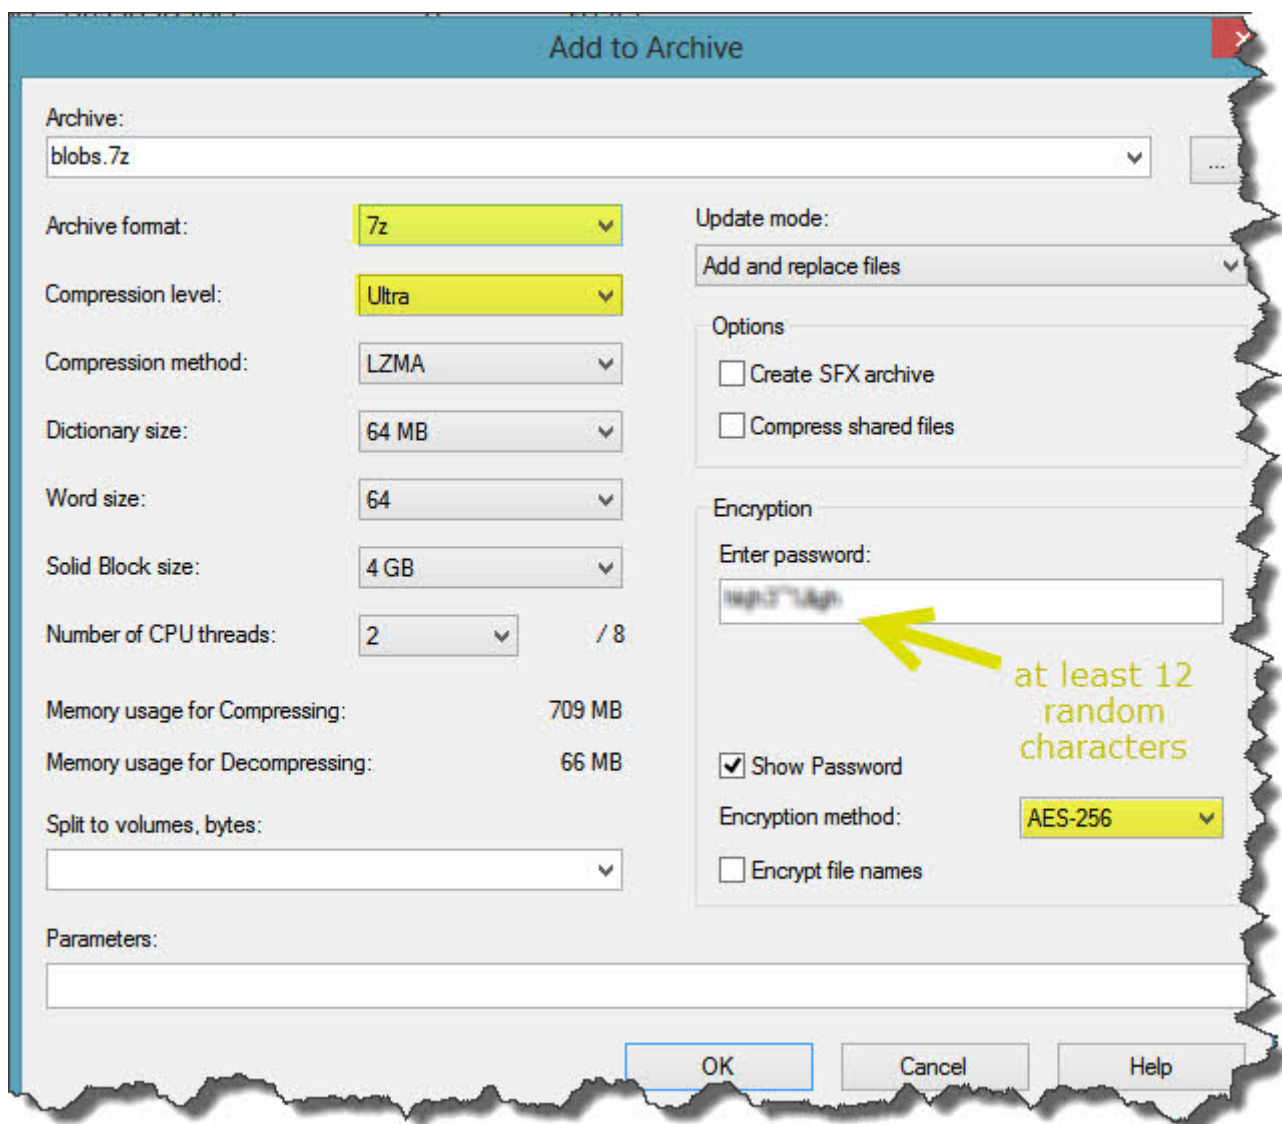 Add to Archive
Archive:
blobs.7z
...
Archive format:
7z
Compression level:
Ultra
Compression method:
LZMA
Dictionary size:
64 MB
Word size:
64
Solid Block size:
4 GB
Number of CPU threads:
2
/ 8
Memory usage for Compressing:
709 MB
Memory usage for Decompressing:
66 MB
Split to volumes, bytes:
Update mode:
Add and replace files
Options
Create SFX archive
Compress shared files
Encryption
Enter password:
at least 12
random
characters
Show Password
Encryption method:
AES-256
Encrypt file names
Parameters:
OK
Cancel
Help